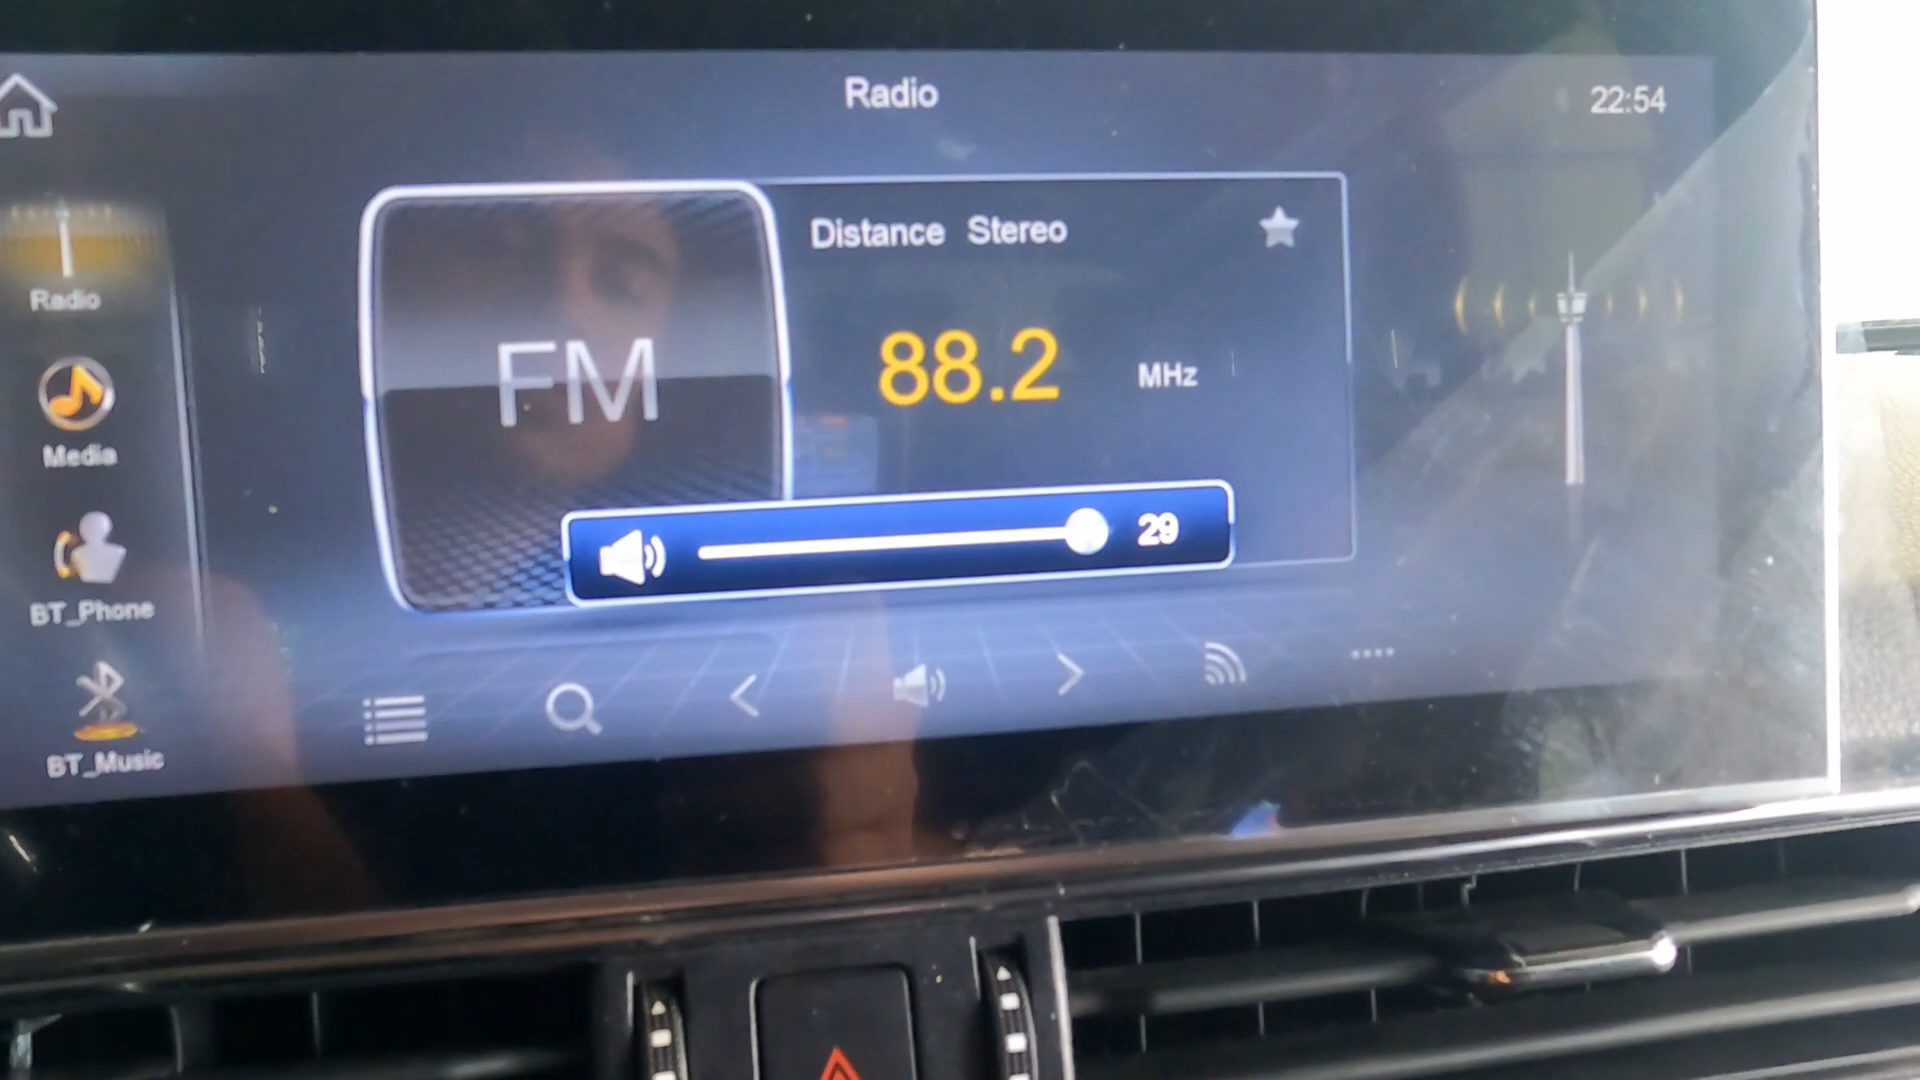 Radio
22:54
Distance Stereo
Radio
FM
88.2 MHz
Media
29
BT_Phone
BT_Music